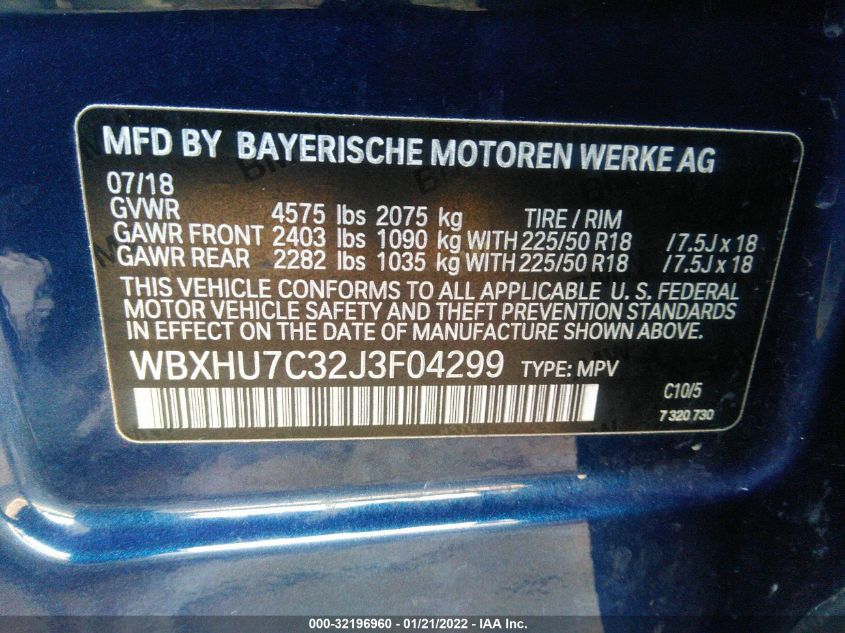 MFD BY BAYERISCHE MOTOREN WERKE AG
07/18
GVWR 4575 lbs 2075 kg TIRE / RIM
GAWR FRONT 2403 lbs 1090 kg WITH 225/50 R18 / 7.5J x 18
GAWR REAR 2282 lbs 1035 kg WITH 225/50 R18 / 7.5J x 18
THIS VEHICLE CONFORMS TO ALL APPLICABLE U. S. FEDERAL
MOTOR VEHICLE SAFETY AND THEFT PREVENTION STANDARDS
IN EFFECT ON THE DATE OF MANUFACTURE SHOWN ABOVE.
WBXHU7C32J3F04299 TYPE: MPV
C10/5
7 320 730
000-32196960 - 01/21/2022 - IAA Inc.